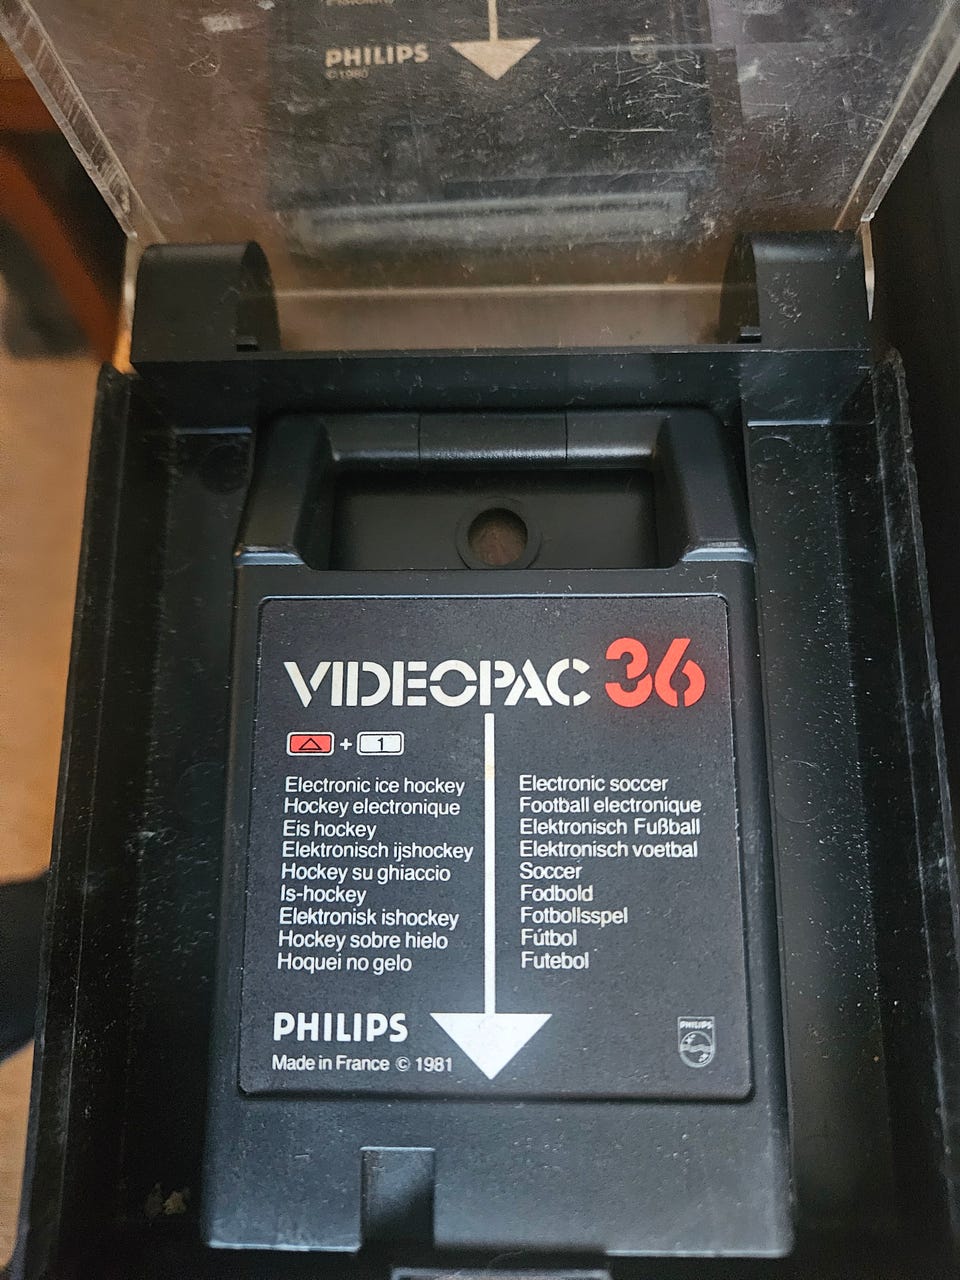 PHILIPS
©1980
VIDEOPAC 36
△ + 1
Electronic ice hockey
Hockey electronique
Eis hockey
Elektronisch ijshockey
Hockey su ghiaccio
Is-hockey
Elektronisk ishockey
Hockey sobre hielo
Hoquei no gelo
Electronic soccer
Football electronique
Elektronisch Fußball
Elektronisch voetbal
Soccer
Fodbold
Fotbollsspel
Fútbol
Futebol
PHILIPS
Made in France © 1981
PHILIPS